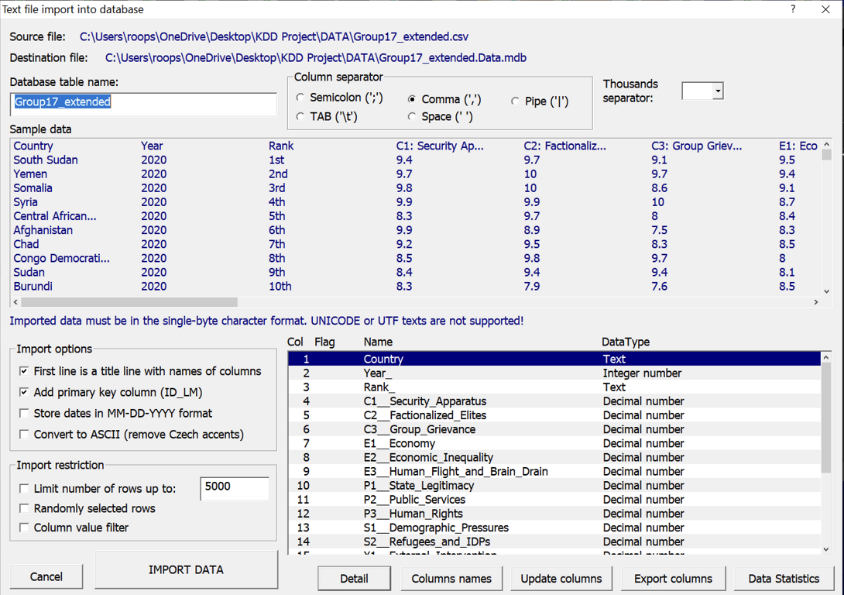 Text file import into database ? ×
Source file: C:\Users\roops\OneDrive\Desktop\KDD Project\DATA\Group17_extended.csv
Destination file: C:\Users\roops\OneDrive\Desktop\KDD Project\DATA\Group17_extended.Data.mdb
Database table name:
Group17_extended
Column separator
Semicolon (';') Comma (',') Pipe ('|')
TAB ('\t') Space (' ')
Thousands
separator:
Sample data
Country Year Rank C1: Security Ap... C2: Factionaliz... C3: Group Griev... E1: Eco
South Sudan 2020 1st 9.4 9.7 9.1 9.5
Yemen 2020 2nd 9.7 10 9.7 9.4
Somalia 2020 3rd 9.8 10 8.6 9.1
Syria 2020 4th 9.9 9.9 10 8.7
Central African... 2020 5th 8.3 9.7 8 8.4
Afghanistan 2020 6th 9.9 8.9 7.5 8.3
Chad 2020 7th 9.2 9.5 8.3 8.5
Congo Democrati... 2020 8th 8.5 9.8 9.7 8
Sudan 2020 9th 8.4 9.4 9.4 8.1
Burundi 2020 10th 8.3 7.9 7.6 8.5
Imported data must be in the single-byte character format. UNICODE or UTF texts are not supported!
Import options
First line is a title line with names of columns
Add primary key column (ID_LM)
Store dates in MM-DD-YYYY format
Convert to ASCII (remove Czech accents)
Import restriction
Limit number of rows up to: 5000
Randomly selected rows
Column value filter
Cancel IMPORT DATA
Col Flag Name DataType
1 Country Text
2 Year_ Integer number
3 Rank_ Text
4 C1__Security_Apparatus Decimal number
5 C2__Factionalized_Elites Decimal number
6 C3__Group_Grievance Decimal number
7 E1__Economy Decimal number
8 E2__Economic_Inequality Decimal number
9 E3__Human_Flight_and_Brain_Drain Decimal number
10 P1__State_Legitimacy Decimal number
11 P2__Public_Services Decimal number
12 P3__Human_Rights Decimal number
13 S1__Demographic_Pressures Decimal number
14 S2__Refugees_and_IDPs Decimal number
15 X1__External_Intervention Decimal number
Detail Columns names Update columns Export columns Data Statistics